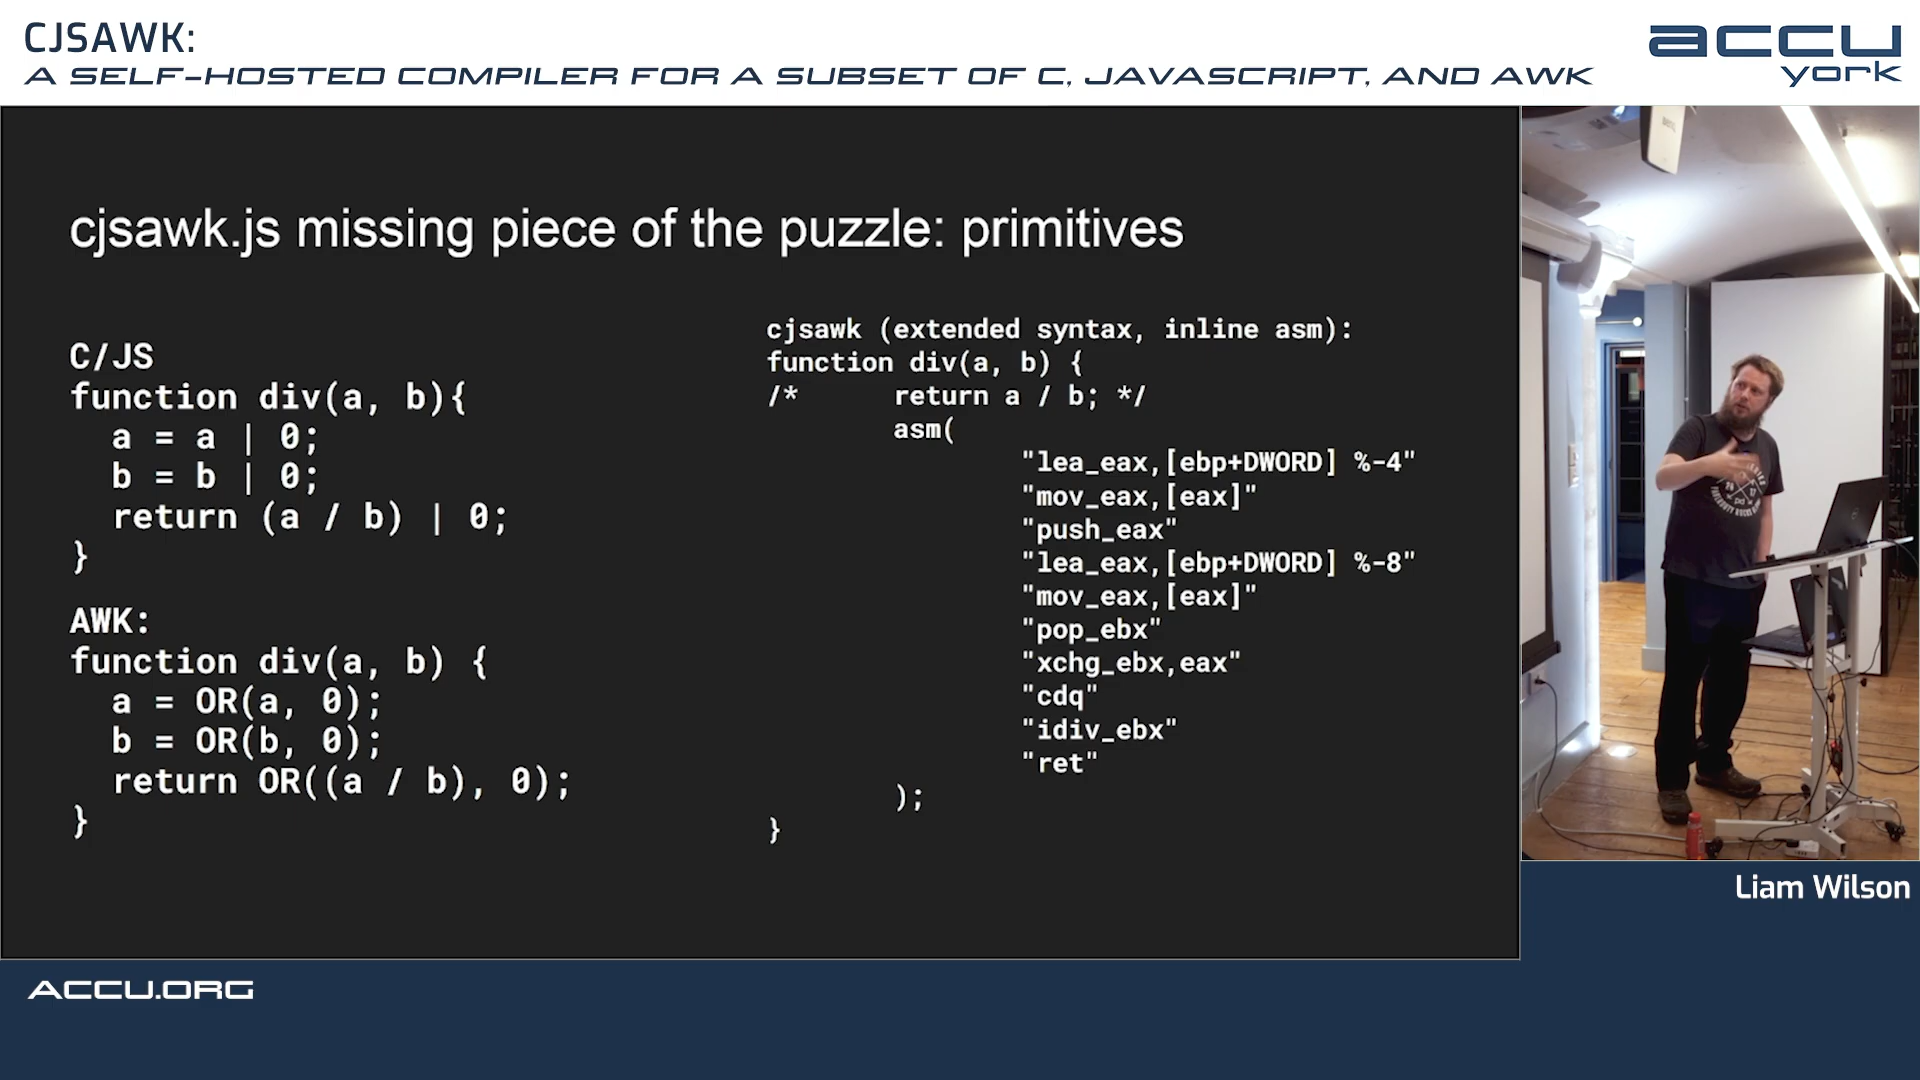 CJSAWK:
A SELF-HOSTED COMPILER FOR A SUBSET OF C, JAVASCRIPT, AND AWK
accu
york
cjsawk.js missing piece of the puzzle: primitives
C/JS
function div(a, b){
  a = a | 0;
  b = b | 0;
  return (a / b) | 0;
}
AWK:
function div(a, b) {
  a = OR(a, 0);
  b = OR(b, 0);
  return OR((a / b), 0);
}
cjsawk (extended syntax, inline asm):
function div(a, b) {
/*      return a / b; */
        asm(
                "lea_eax,[ebp+DWORD] %-4"
                "mov_eax,[eax]"
                "push_eax"
                "lea_eax,[ebp+DWORD] %-8"
                "mov_eax,[eax]"
                "pop_ebx"
                "xchg_ebx,eax"
                "cdq"
                "idiv_ebx"
                "ret"
        );
}
Liam Wilson
ACCU.ORG